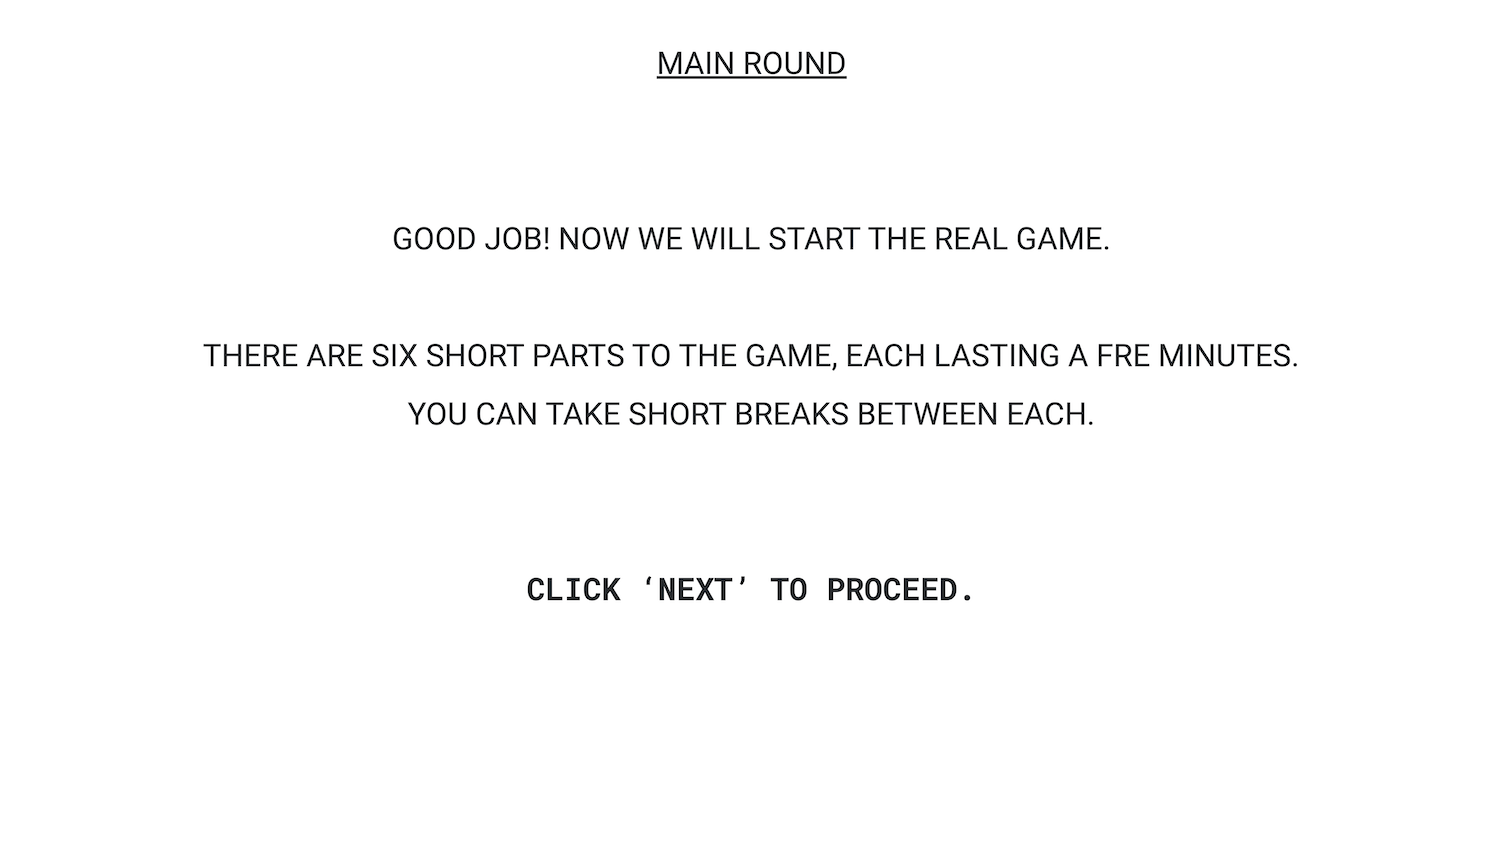 MAIN ROUND
GOOD JOB! NOW WE WILL START THE REAL GAME.
THERE ARE SIX SHORT PARTS TO THE GAME, EACH LASTING A FRE MINUTES.
YOU CAN TAKE SHORT BREAKS BETWEEN EACH.
CLICK ‘NEXT’ TO PROCEED.